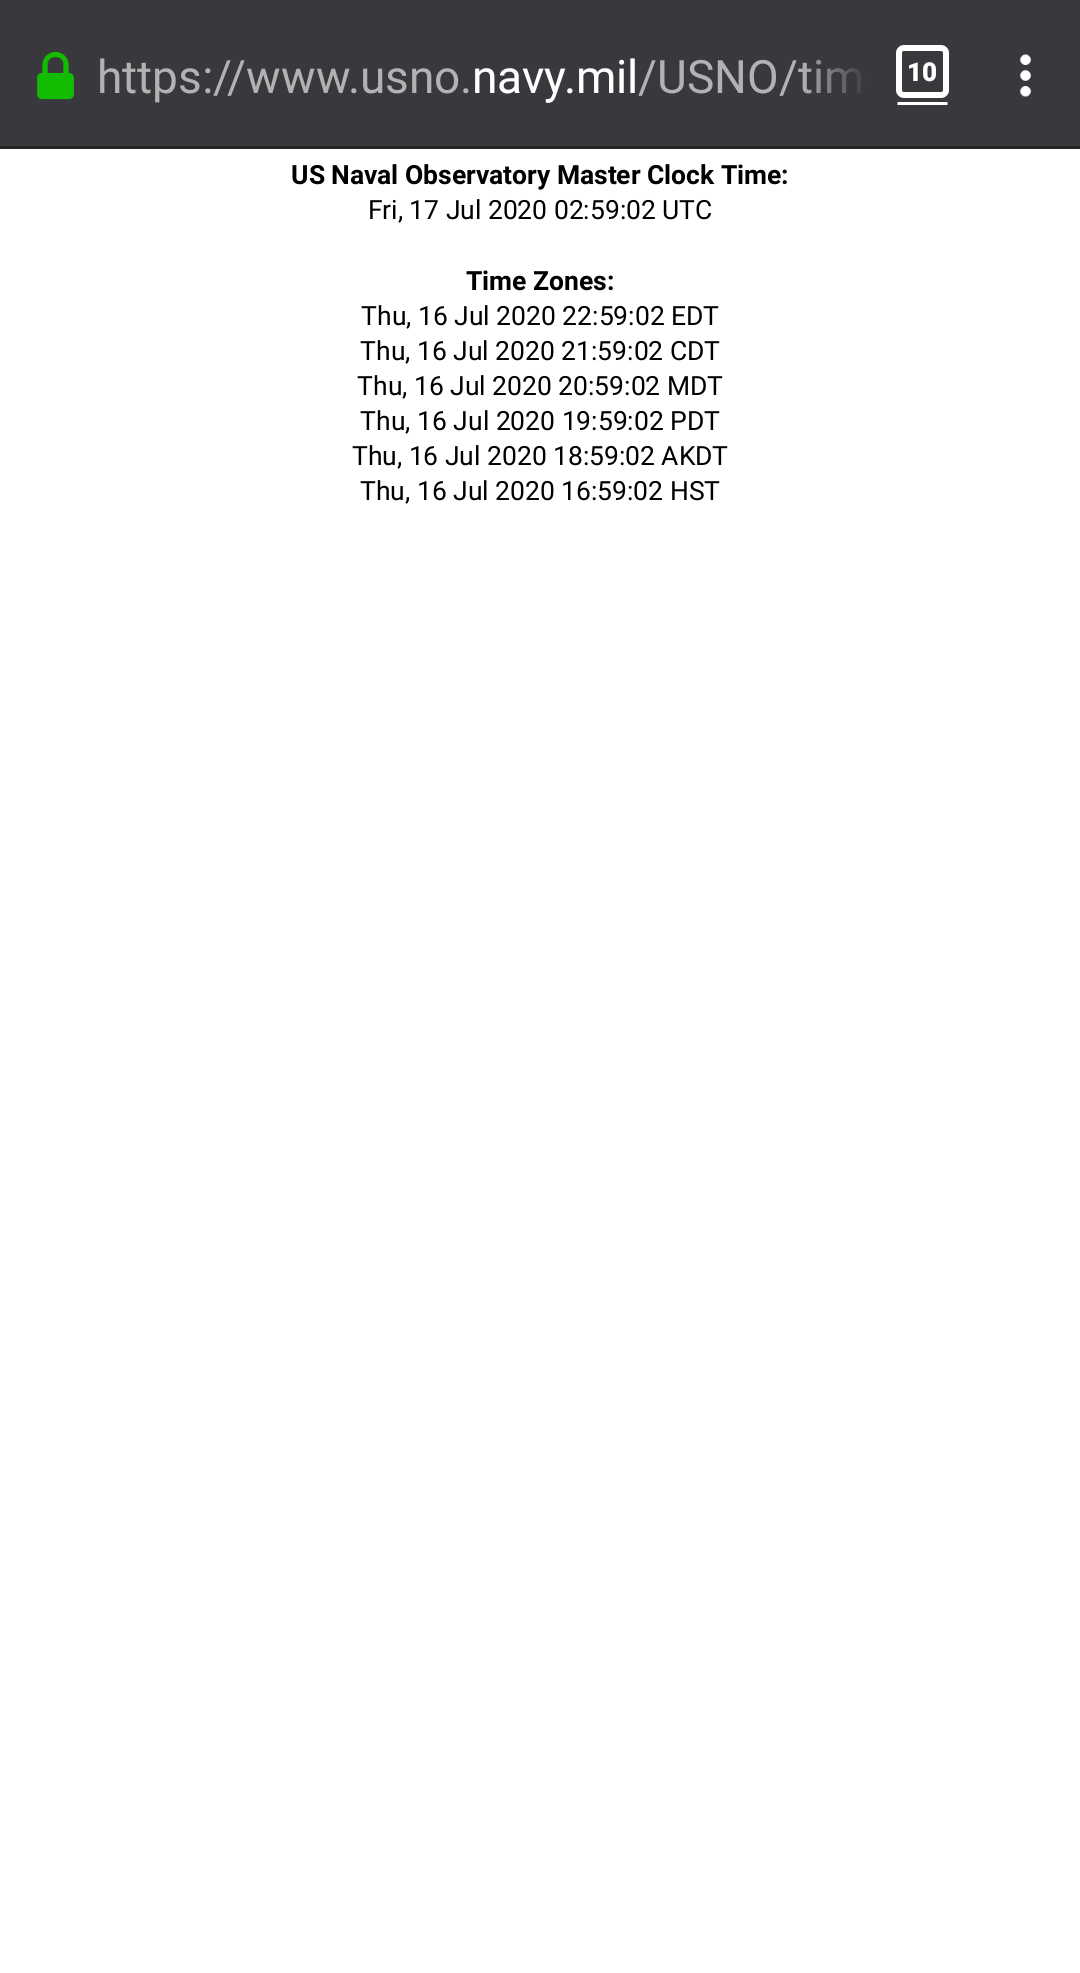 https://www.usno.navy.mil/USNO/tim
10
US Naval Observatory Master Clock Time:
Fri, 17 Jul 2020 02:59:02 UTC
Time Zones:
Thu, 16 Jul 2020 22:59:02 EDT
Thu, 16 Jul 2020 21:59:02 CDT
Thu, 16 Jul 2020 20:59:02 MDT
Thu, 16 Jul 2020 19:59:02 PDT
Thu, 16 Jul 2020 18:59:02 AKDT
Thu, 16 Jul 2020 16:59:02 HST